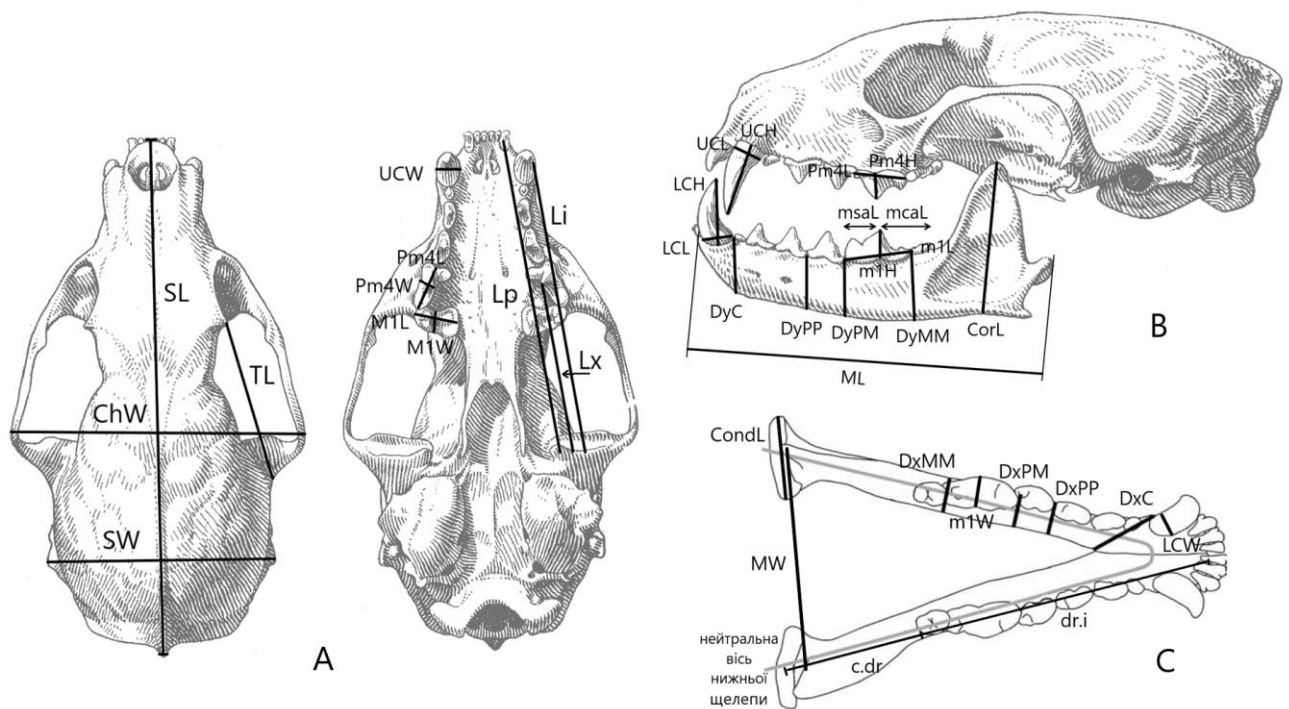 SL
TL
ChW
SW
A
UCW
Li
Pm4L
Pm4W
Lp
M1L
M1W
Lx
UCH
UCL
Pm4H
Pm4L
LCH
msaL
mcaL
LCL
m1L
m1H
DyC
DyPP
DyPM
DyMM
CorL
B
ML
CondL
DxMM
DxPM
DxPP
DxC
m1W
LCW
MW
dr.i
c.dr
C
нейтральна
вісь
нижньої
щелепи